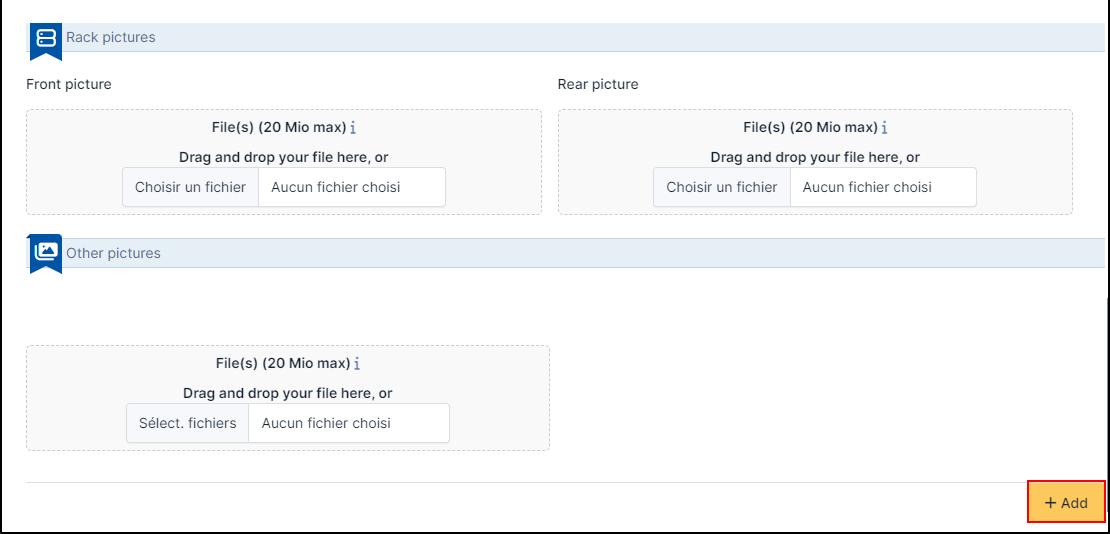 Rack pictures
Front picture Rear picture
File(s) (20 Mio max) i File(s) (20 Mio max) i
Drag and drop your file here, or Drag and drop your file here, or
Choisir un fichier Aucun fichier choisi Choisir un fichier Aucun fichier choisi
Other pictures
File(s) (20 Mio max) i
Drag and drop your file here, or
Sélect. fichiers Aucun fichier choisi
+ Add